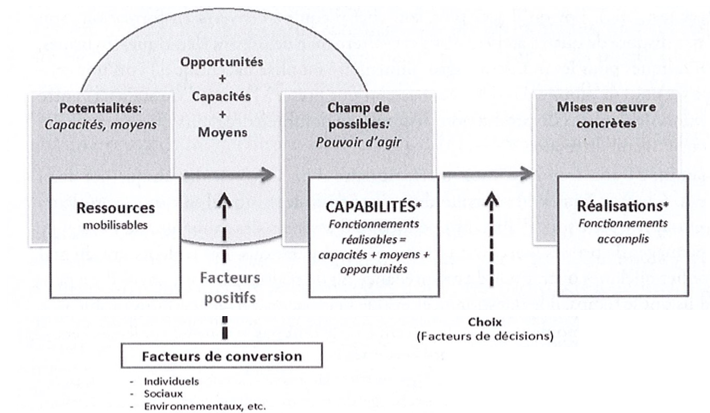 Opportunités
+
Capacités
+
Moyens
Potentialités:
Capacités, moyens
Ressources
mobilisables
Champ de
possibles:
Pouvoir d'agir
CAPABILITÉS*
Fonctionnements
réalisables =
capacités + moyens +
opportunités
Mises en œuvre
concrètes
Réalisations*
Fonctionnements
accomplis
Facteurs
positifs
Facteurs de conversion
- Individuels
- Sociaux
- Environnementaux, etc.
Choix
(Facteurs de décisions)